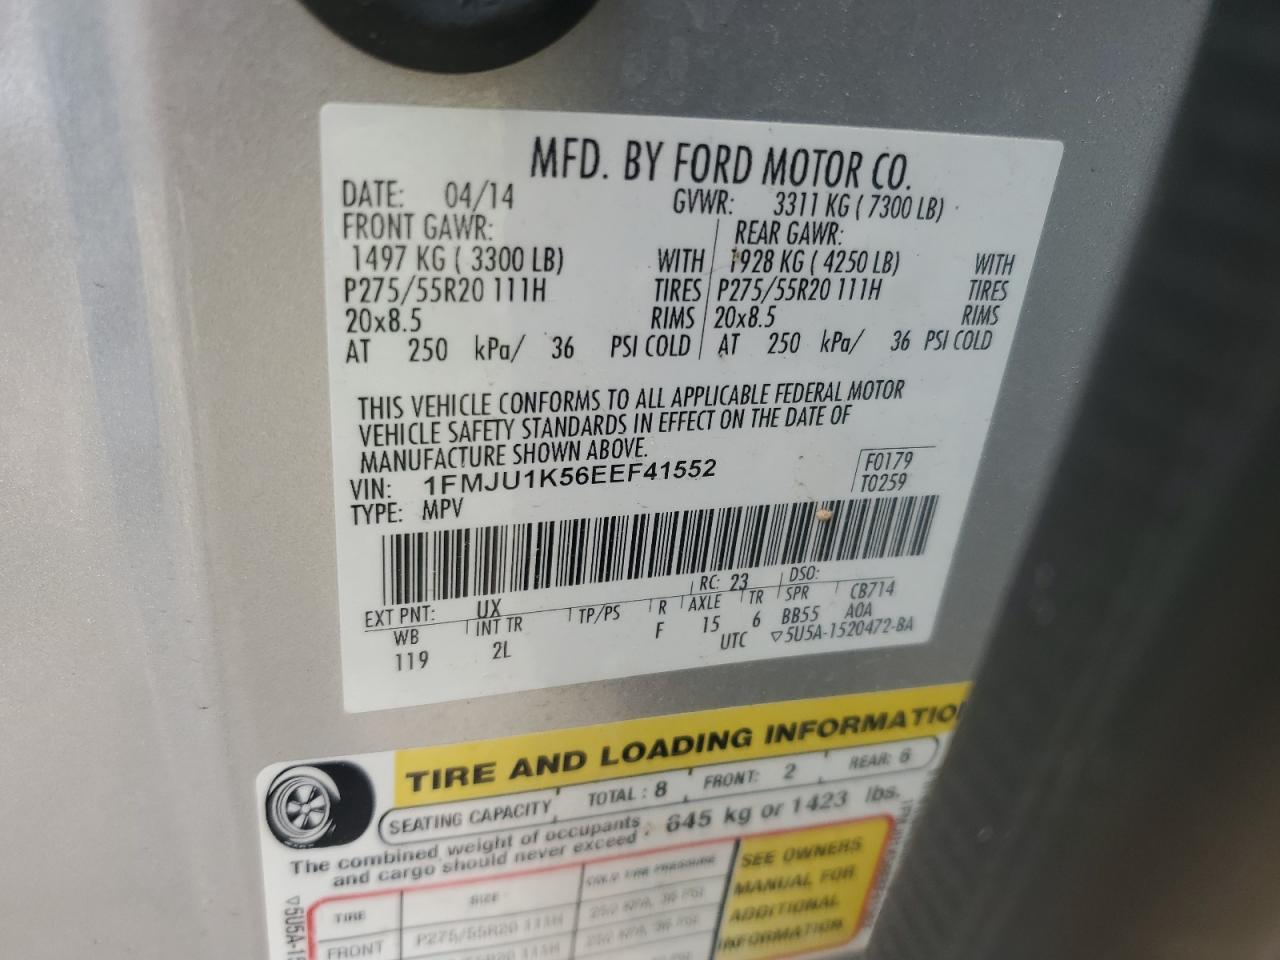 MFD. BY FORD MOTOR CO.
DATE: 04/14 GVWR: 3311 KG ( 7300 LB)
FRONT GAWR: REAR GAWR:
1497 KG ( 3300 LB) WITH 1928 KG ( 4250 LB) WITH
P275/55R20 111H TIRES P275/55R20 111H TIRES
20x8.5 RIMS 20x8.5 RIMS
AT 250 kPa/ 36 PSI COLD AT 250 kPa/ 36 PSI COLD
THIS VEHICLE CONFORMS TO ALL APPLICABLE FEDERAL MOTOR
VEHICLE SAFETY STANDARDS IN EFFECT ON THE DATE OF
MANUFACTURE SHOWN ABOVE.
VIN: 1FMJU1K56EEF41552 F0179
TYPE: MPV T0259
EXT PNT: UX RC: 23 DSO:
WB INT TR TP/PS R AXLE TR SPR CB714
119 2L F 15 6 BB55 A0A
UTC ▽5U5A-1520472-BA
TIRE AND LOADING INFORMATIO
SEATING CAPACITY TOTAL : 8 FRONT: 2 REAR: 6
The combined weight of occupants
and cargo should never exceed : 645 kg or 1423 lbs.
TIRE SIZE COLD TIRE PRESSURE SEE OWNERS
MANUAL FOR
FRONT P275/55R20 111H 250 KPA, 36 PSI ADDITIONAL
INFORMATION
▽5U5A-15